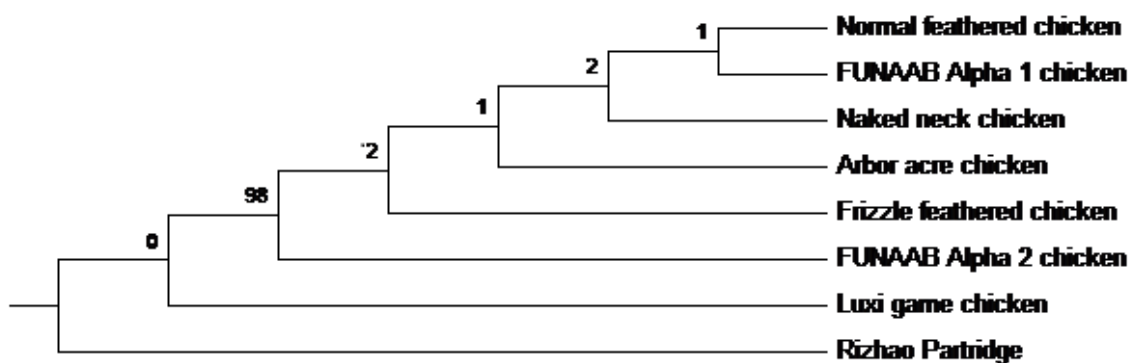 1
Normal feathered chicken
2
FUNAAB Alpha 1 chicken
1
Naked neck chicken
Arbor acre chicken
98
Frizzle feathered chicken
0
FUNAAB Alpha 2 chicken
Luxi game chicken
Rizhao Partridge